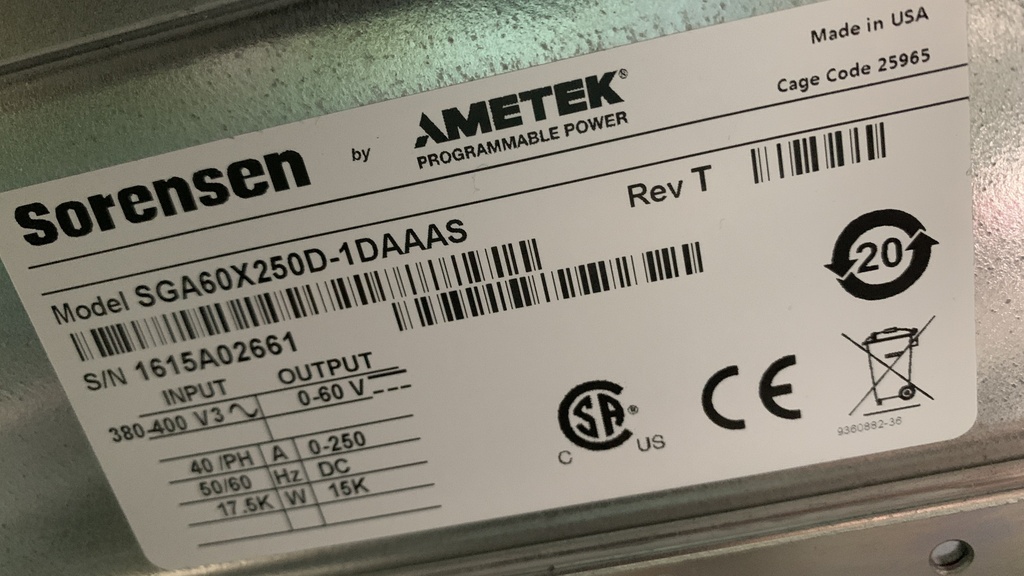 Made in USA
Cage Code 25965
Sorensen by AMETEK®
PROGRAMMABLE POWER
Rev T
Model SGA60X250D-1DAAAS
S/N 1615A02661
INPUT OUTPUT
380-400 V3 0-60 V
40 /PH A 0-250
50/60 Hz DC
17.5K W 15K
20
C SA® US
CE
9360882-36